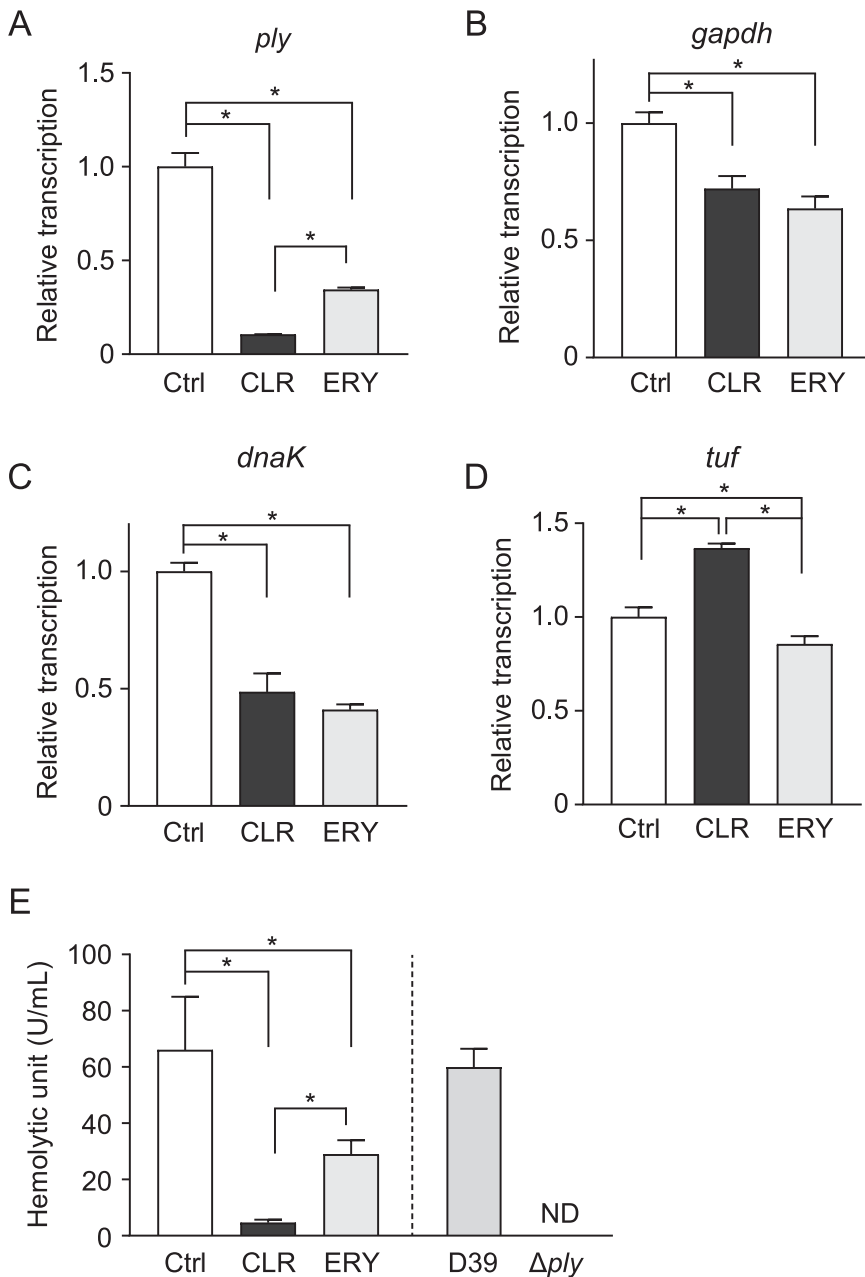 A
ply
Relative transcription
1.5
1.0
0.5
0
*
*
*
Ctrl CLR ERY
B
gapdh
Relative transcription
1.0
0.5
0
*
*
Ctrl CLR ERY
C
dnaK
Relative transcription
1.0
0.5
0
*
*
Ctrl CLR ERY
D
tuf
Relative transcription
1.5
1.0
0.5
0
*
*
*
Ctrl CLR ERY
E
Hemolytic unit (U/mL)
100
80
60
40
20
0
*
*
*
ND
Ctrl CLR ERY D39 Δply